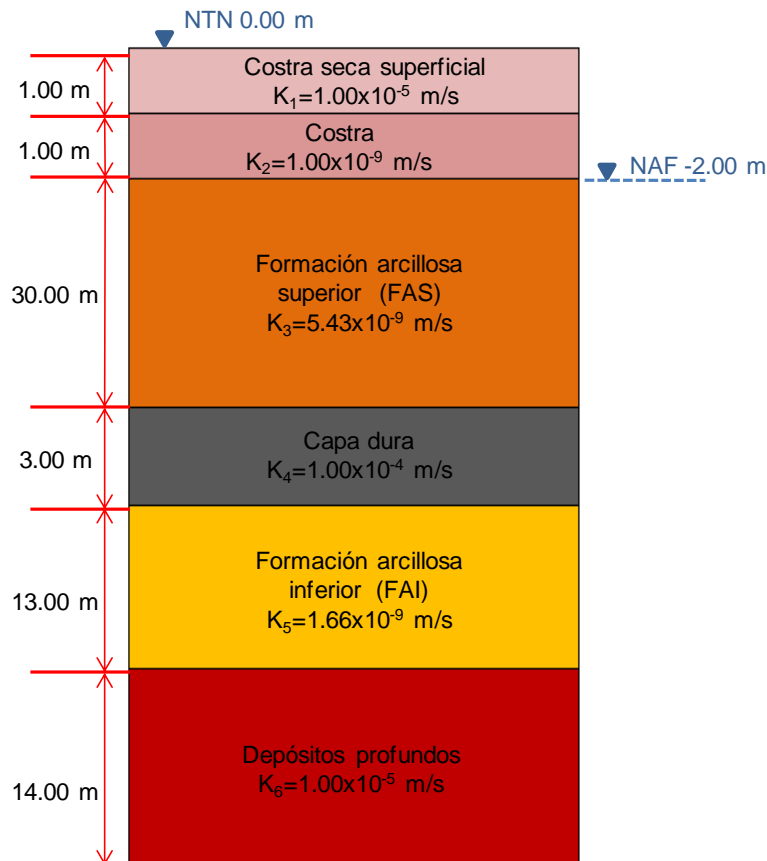 NTN 0.00 m
Costra seca superficial
K₁=1.00x10⁻⁵ m/s
1.00 m
Costra
K₂=1.00x10⁻⁹ m/s
1.00 m
NAF -2.00 m
Formación arcillosa
superior (FAS)
K₃=5.43x10⁻⁹ m/s
30.00 m
Capa dura
K₄=1.00x10⁻⁴ m/s
3.00 m
Formación arcillosa
inferior (FAI)
K₅=1.66x10⁻⁹ m/s
13.00 m
Depósitos profundos
K₆=1.00x10⁻⁵ m/s
14.00 m